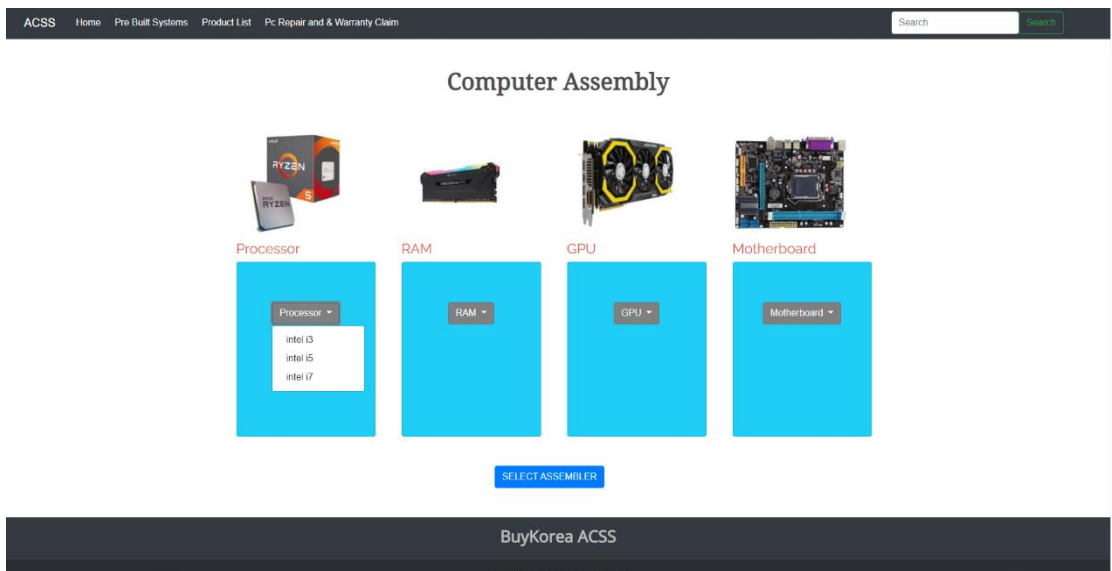 ACSS Home Pre Built Systems Product List Pc Repair and & Warranty Claim Search Search
Computer Assembly
RYZEN
5
RYZEN
Processor RAM GPU Motherboard
Processor RAM GPU Motherboard
intel i3
intel i5
intel i7
SELECT ASSEMBLER
BuyKorea ACSS